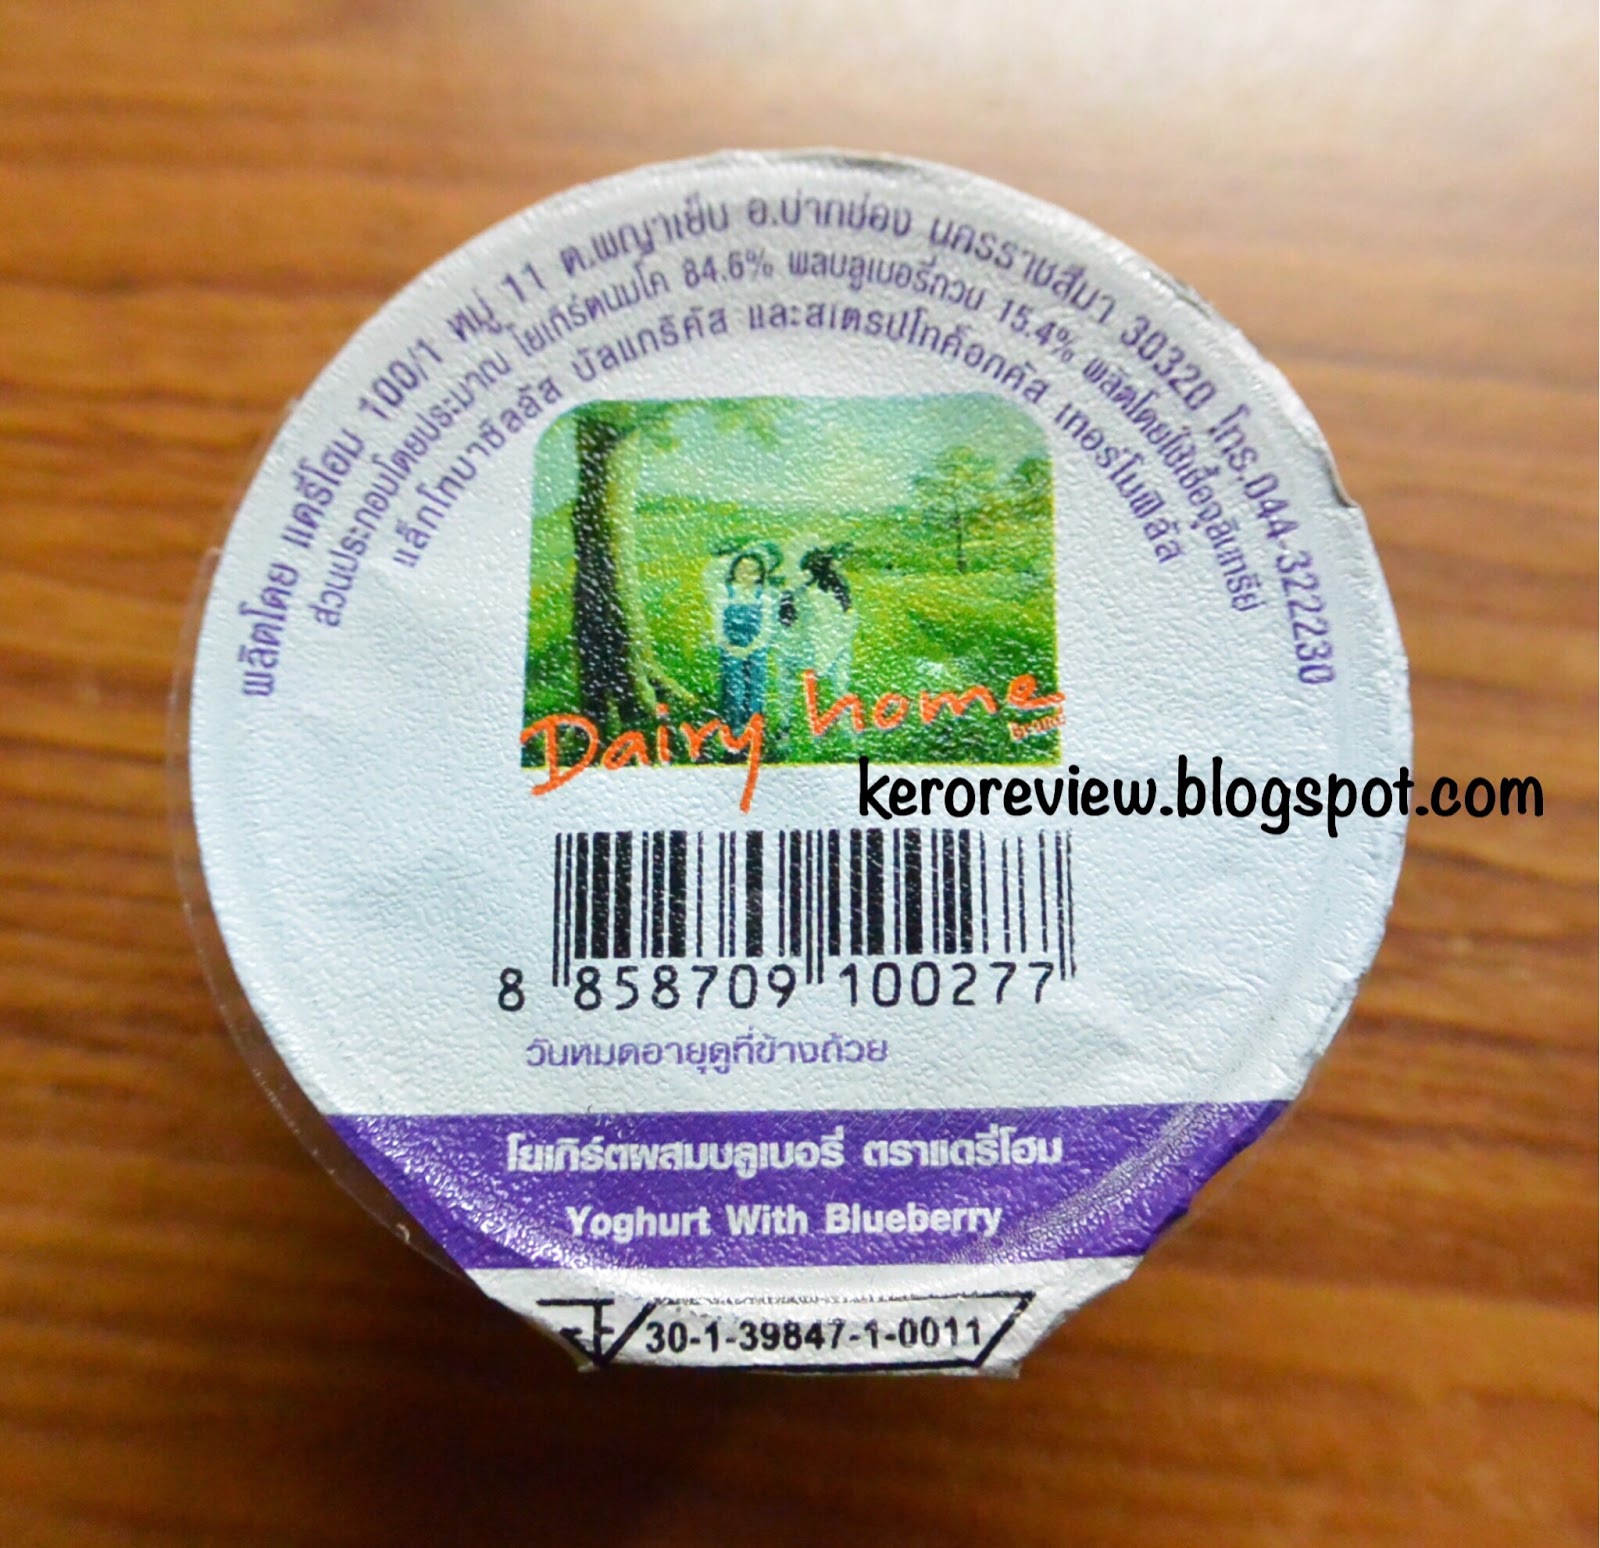 ผลิตโดย แดรี่โฮม 100/1 หมู่ 11 ต.พญาเย็น อ.ปากช่อง นครราชสีมา 30320 โทร.044-322230
ส่วนประกอบโดยประมาณ โยเกิร์ตนมโค 84.6% ผลบลูเบอรี่กวน 15.4% ผลิตโดยใช้เชื้อจุลินทรีย์
แล็กโทบาซิลลัส บัลแกริคัส และสเตรปโทค็อกคัส เทอร์โมฟิลัส
Dairy home
brand
keroreview.blogspot.com
8 858709 100277
วันหมดอายุดูที่ข้างถ้วย
โยเกิร์ตผสมบลูเบอรี่ ตราแดรี่โฮม
Yoghurt With Blueberry
30-1-39847-1-0011